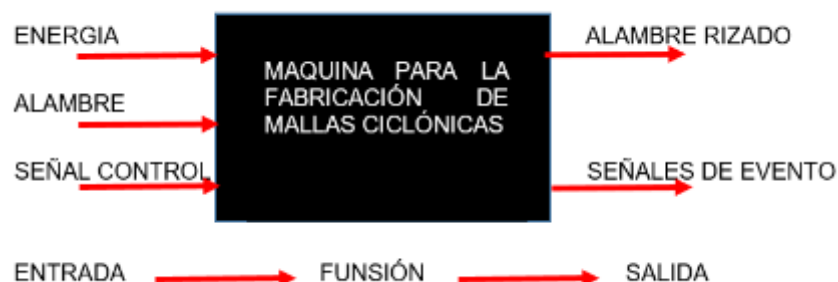 ENERGIA
ALAMBRE
SEÑAL CONTROL
MAQUINA PARA LA
FABRICACIÓN DE
MALLAS CICLÓNICAS
ALAMBRE RIZADO
SEÑALES DE EVENTO
ENTRADA FUNSIÓN SALIDA